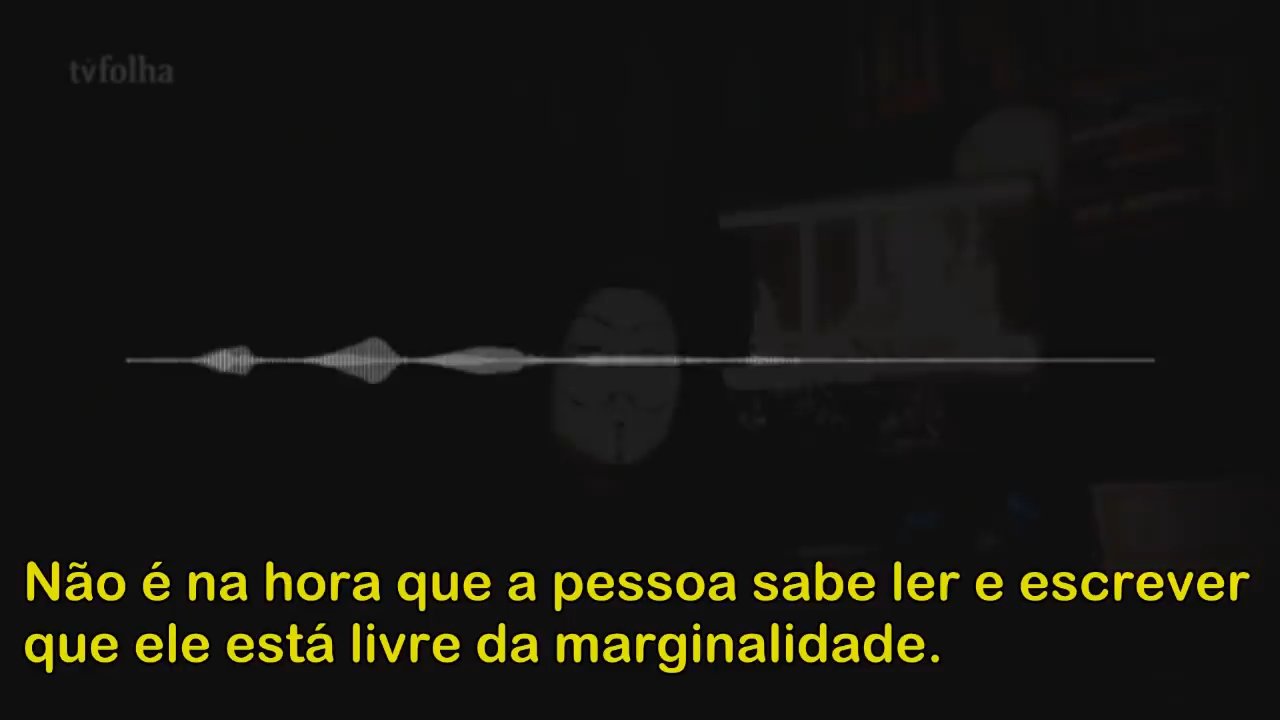 tvfolha
Não é na hora que a pessoa sabe ler e escrever
que ele está livre da marginalidade.